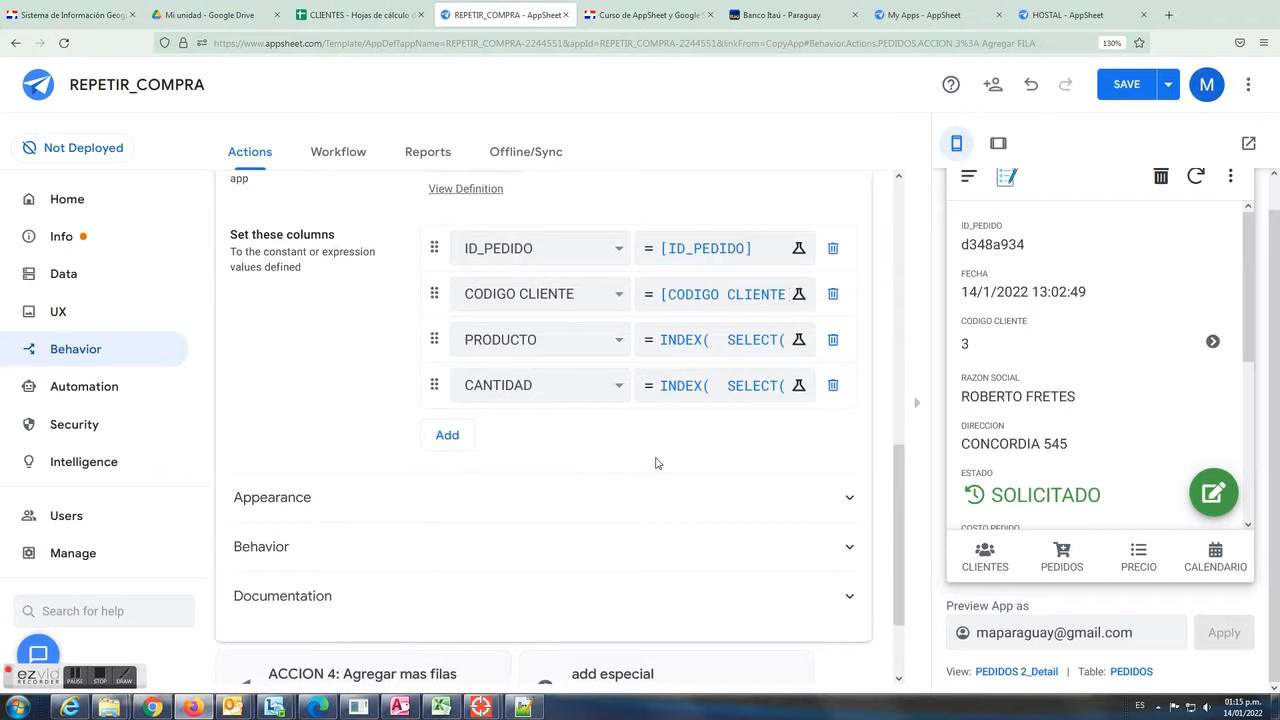 Sistema de Información Geog
Mi unidad - Google Drive
CLIENTES - Hojas de cálculo d
REPETIR_COMPRA - AppSheet
Curso de AppSheet y Google
Banco Itaú - Paraguay
My Apps - AppSheet
HOSTAL - AppSheet
https://www.appsheet.com/Template/AppDef?appName=REPETIR_COMPRA-2244551&appId=REPETIR_COMPRA-2244551&linkFrom=CopyApp#Behavior.Actions.PEDIDOS.ACCION 3%3A Agregar FILA
130%
REPETIR_COMPRA
SAVE
M
Not Deployed
Actions
Workflow
Reports
Offline/Sync
Home
Info
Data
UX
Behavior
Automation
Security
Intelligence
Users
Manage
Search for help
app
View Definition
Set these columns
To the constant or expression
values defined
ID_PEDIDO
= [ID_PEDIDO]
CODIGO CLIENTE
= [CODIGO CLIENTE]
PRODUCTO
= INDEX( SELECT(
CANTIDAD
= INDEX( SELECT(
Add
Appearance
Behavior
Documentation
ACCION 4: Agregar mas filas
add especial
ID_PEDIDO
d348a934
FECHA
14/1/2022 13:02:49
CODIGO CLIENTE
3
RAZON SOCIAL
ROBERTO FRETES
DIRECCION
CONCORDIA 545
ESTADO
SOLICITADO
COSTO PEDIDO
CLIENTES
PEDIDOS
PRECIO
CALENDARIO
Preview App as
maparaguay@gmail.com
Apply
View: PEDIDOS 2_Detail | Table: PEDIDOS
ezvid
RECORDER
PAUSE
STOP
DRAW
ES
01:15 p.m.
14/01/2022